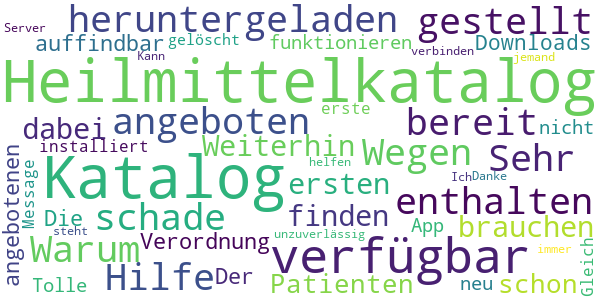 Server
heruntergeladen
gestellt
auffindbar
gelöscht
funktionieren
verbinden
Downloads
Kann
jemand
Heilmittelkatalog
erste
dabei
angeboten
bereit
nicht
installiert
Weiterhin
Wegen
Sehr
angebotenen
Message
Katalog
helfen
ersten
Ich
Danke
enthalten
Die
schade
finden
App
brauchen
Warum
Verordnung
steht
unzuverlässig
verfügbar
immer
Gleich
Tolle
Hilfe
Der
Patienten
neu
schon